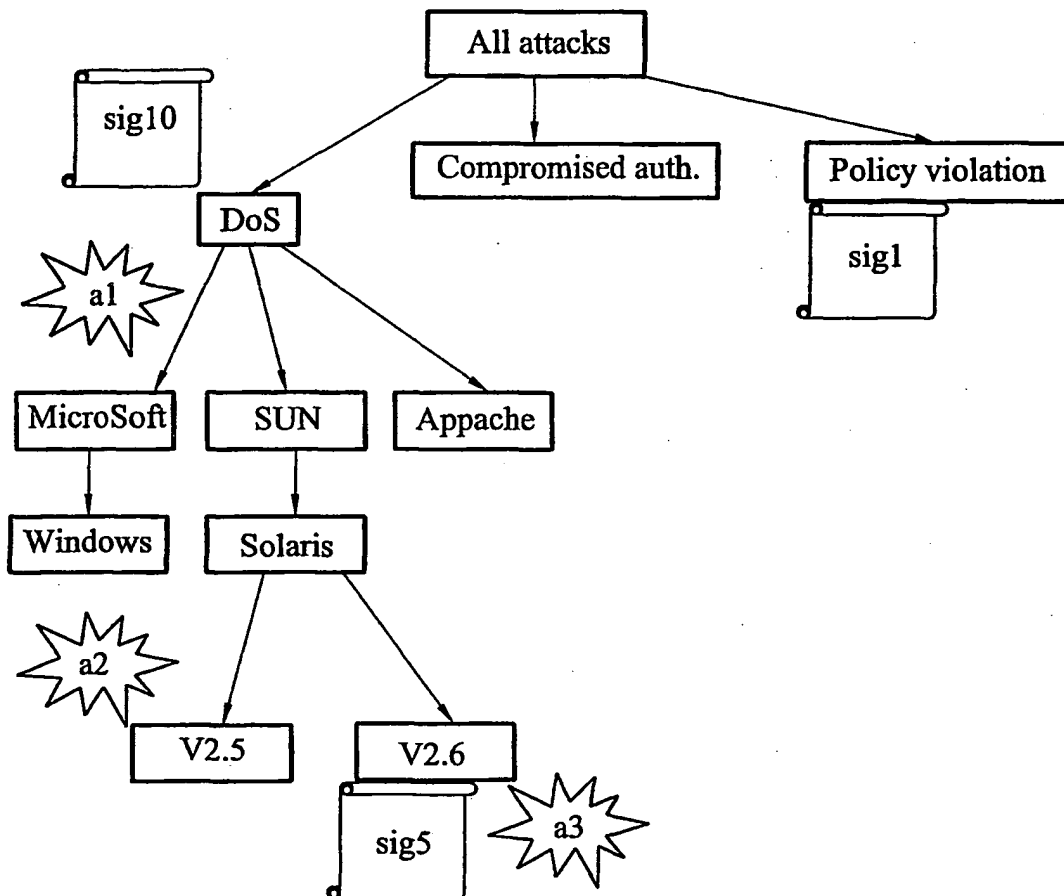 All attacks
sig10
Compromised auth.
Policy violation
DoS
sig1
a1
MicroSoft
SUN
Appache
Windows
Solaris
a2
V2.5
V2.6
sig5
a3